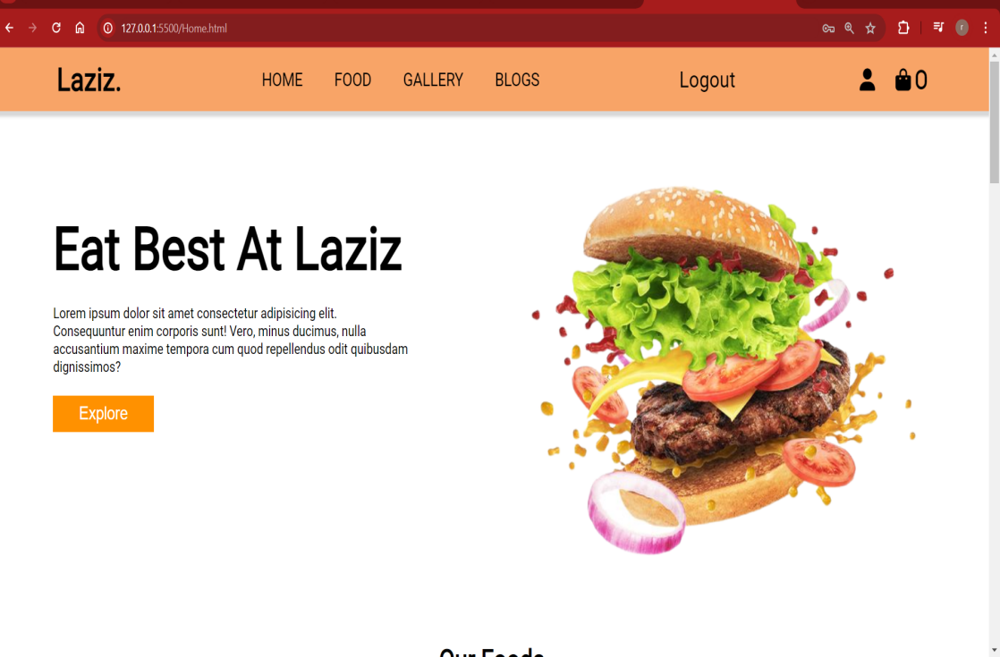 127.0.0.1:5500/Home.html
r
Laziz.
HOME FOOD GALLERY BLOGS Logout 0
Eat Best At Laziz
Lorem ipsum dolor sit amet consectetur adipisicing elit.
Consequuntur enim corporis sunt! Vero, minus ducimus, nulla
accusantium maxime tempora cum quod repellendus odit quibusdam
dignissimos?
Explore
Our Foods